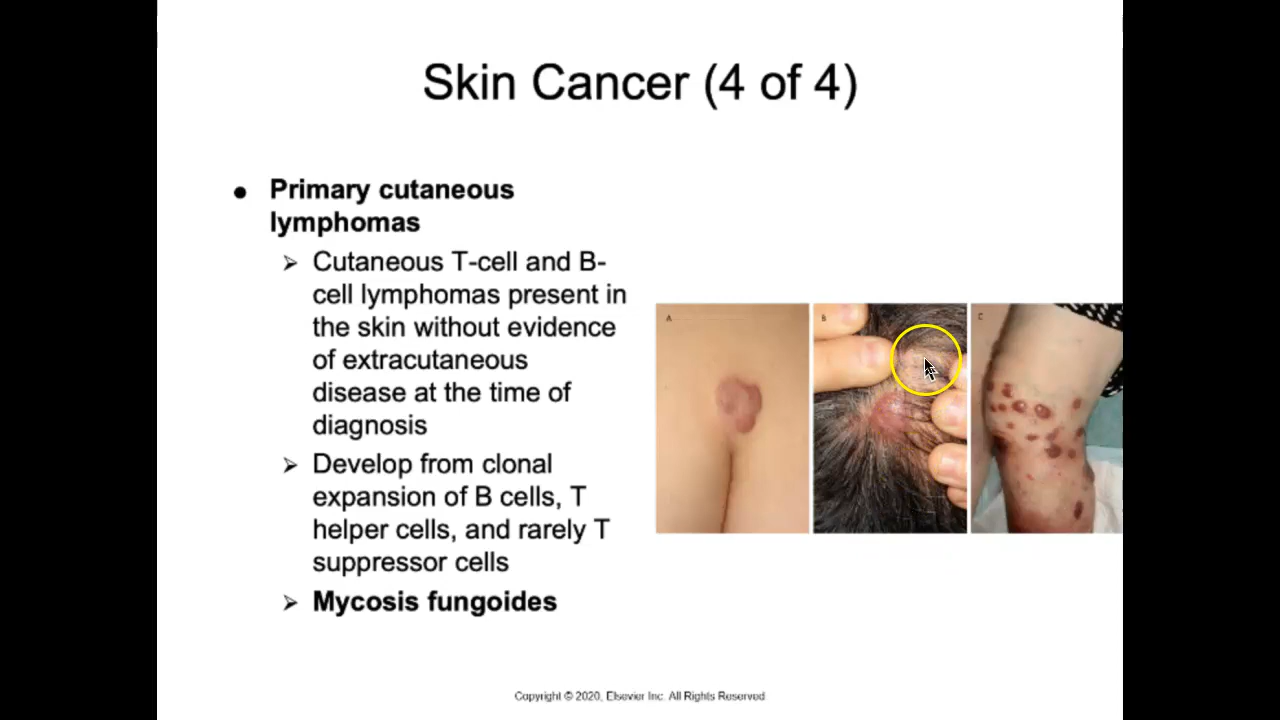 Skin Cancer (4 of 4)
● Primary cutaneous
lymphomas
➢ Cutaneous T-cell and B-
cell lymphomas present in
the skin without evidence
of extracutaneous
disease at the time of
diagnosis
➢ Develop from clonal
expansion of B cells, T
helper cells, and rarely T
suppressor cells
➢ Mycosis fungoides
A
B
C
Copyright © 2020, Elsevier Inc. All Rights Reserved